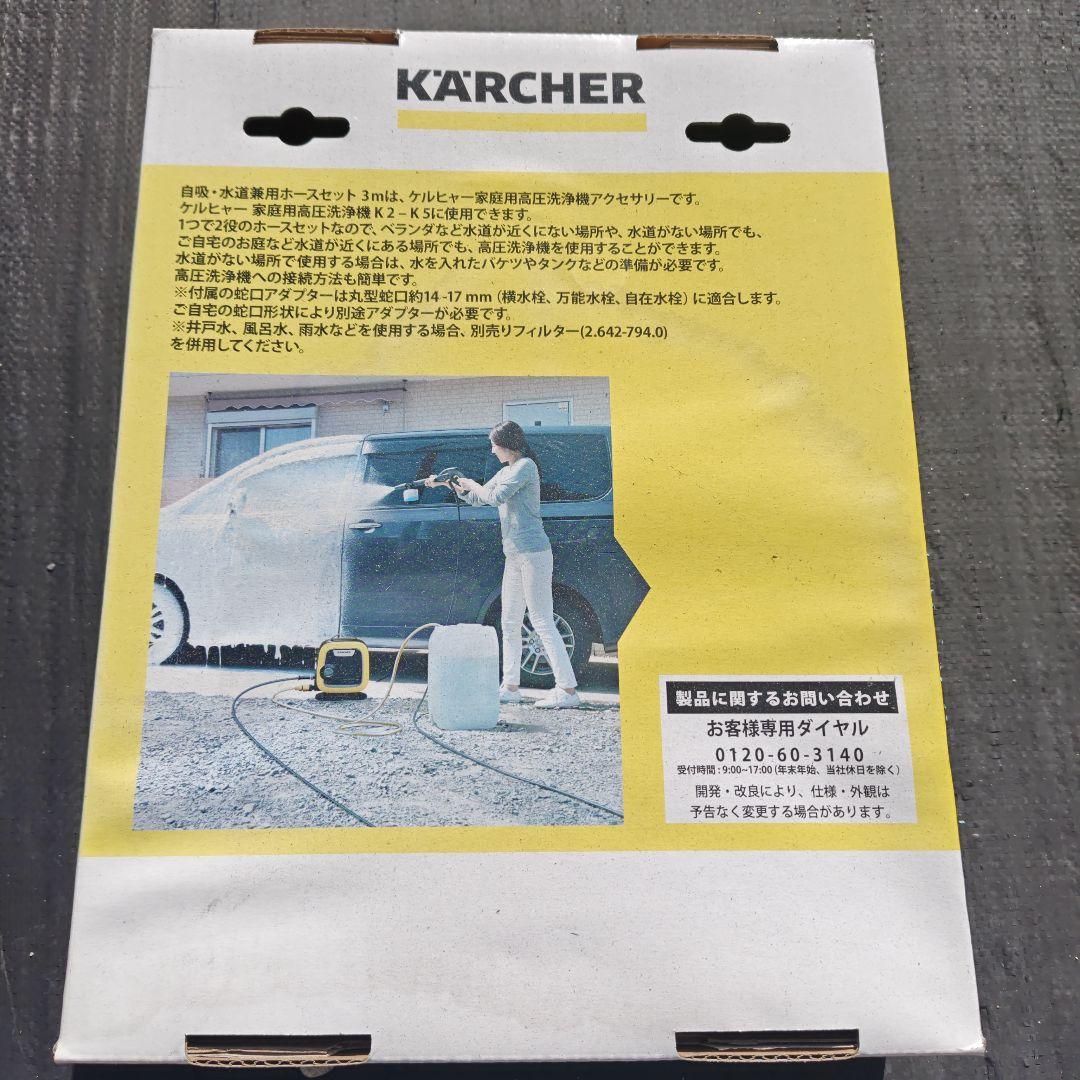 KÄRCHER
自吸・水道兼用ホースセット 3mは、ケルヒャー家庭用高圧洗浄機アクセサリーです。
ケルヒャー 家庭用高圧洗浄機 K 2 – K 5に使用できます。
1つで2役のホースセットなので、ベランダなど水道が近くにない場所や、水道がない場所でも、
ご自宅のお庭など水道が近くにある場所でも、高圧洗浄機を使用することができます。
水道がない場所で使用する場合は、水を入れたバケツやタンクなどの準備が必要です。
高圧洗浄機への接続方法も簡単です。
※付属の蛇口アダプターは丸型蛇口約14 -17 mm（横水栓、万能水栓、自在水栓）に適合します。
ご自宅の蛇口形状により別途アダプターが必要です。
※井戸水、風呂水、雨水などを使用する場合、別売りフィルター(2.642-794.0)
を併用してください。
KÄRCHER
製品に関するお問い合わせ
お客様専用ダイヤル
0120-60-3140
受付時間 : 9:00~17:00 (年末年始、当社休日を除く)
開発・改良により、仕様・外観は
予告なく変更する場合があります。